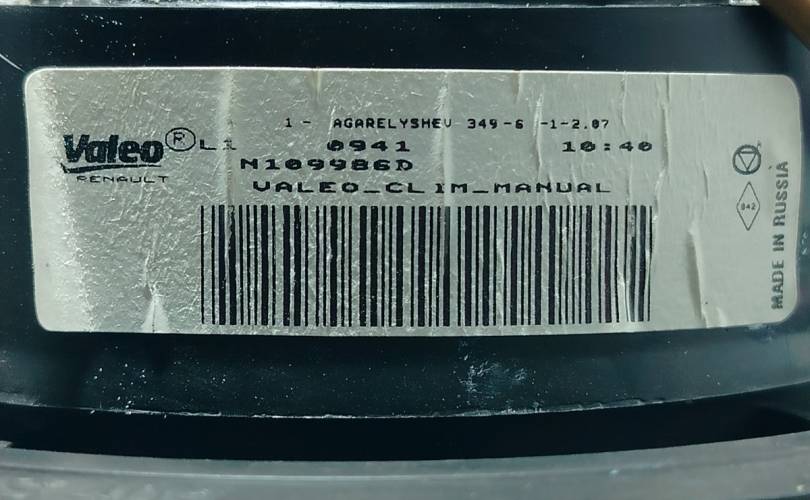 1 - AGARELYSHEV 349-6 -1-2.07
Valeo R L1 0941 10:40
RENAULT N109986D
VALEO_CLIM_MANUAL
042
MADE IN RUSSIA